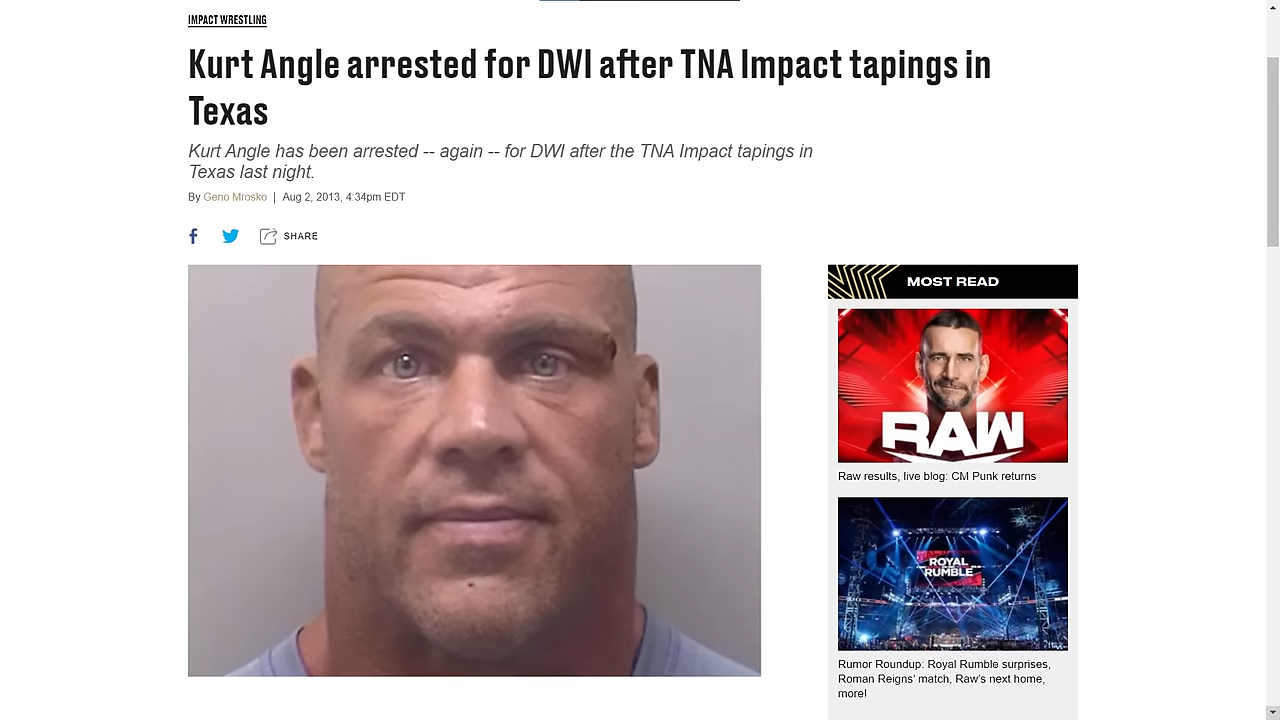 IMPACT WRESTLING
Kurt Angle arrested for DWI after TNA Impact tapings in
Texas
Kurt Angle has been arrested -- again -- for DWI after the TNA Impact tapings in
Texas last night.
By Geno Mrosko | Aug 2, 2013, 4:34pm EDT
SHARE
MOST READ
RAW
Raw results, live blog: CM Punk returns
ROYAL
RUMBLE
Rumor Roundup: Royal Rumble surprises,
Roman Reigns' match, Raw's next home,
more!